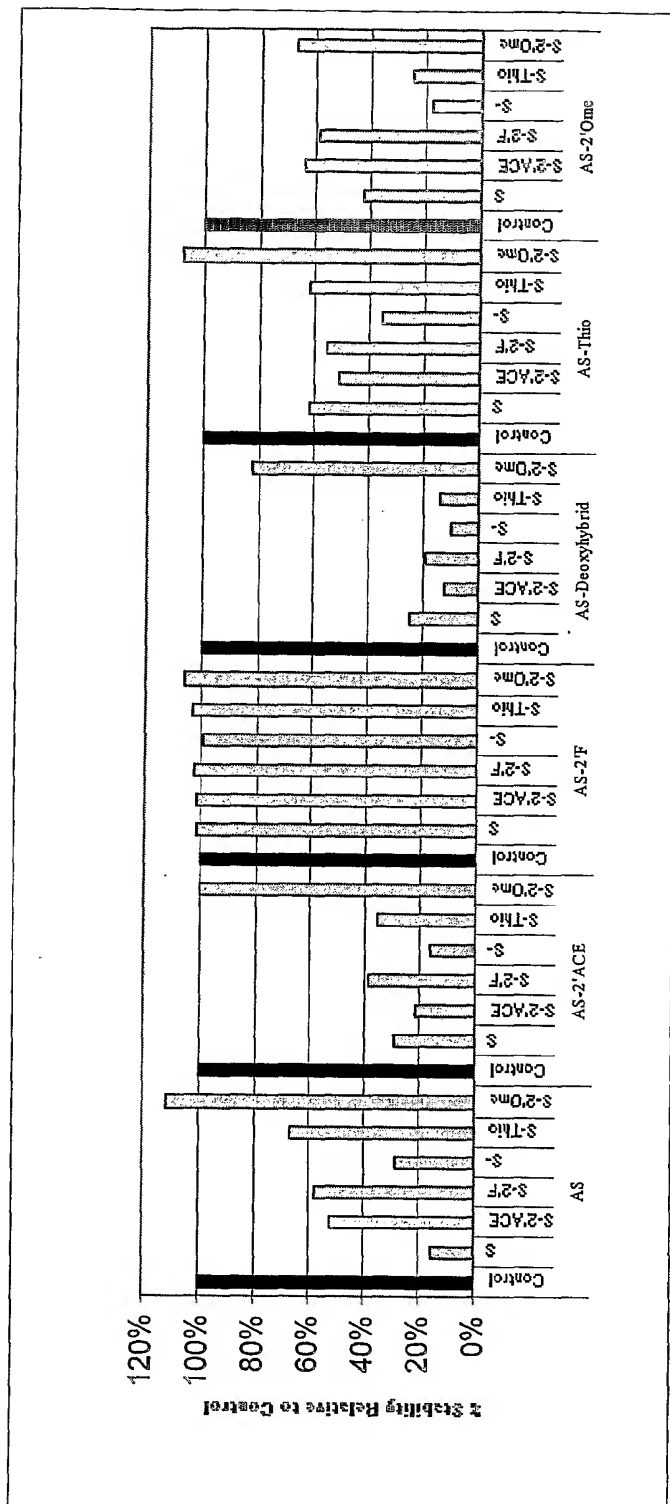 % Stability Relative to Control
120%
100%
80%
60%
40%
20%
0%
Control
S
S-2'ACE
S-2'F
S-
S-Thio
S-2'Ome
AS
Control
S
S-2'ACE
S-2'F
S-
S-Thio
S-2'Ome
AS-2'ACE
Control
S
S-2'ACE
S-2'F
S-
S-Thio
S-2'Ome
AS-2'F
Control
S
S-2'ACE
S-2'F
S-
S-Thio
S-2'Ome
AS-Deoxyhybrid
Control
S
S-2'ACE
S-2'F
S-
S-Thio
S-2'Ome
AS-Thio
Control
S
S-2'ACE
S-2'F
S-
S-Thio
S-2'Ome
AS-2'Ome